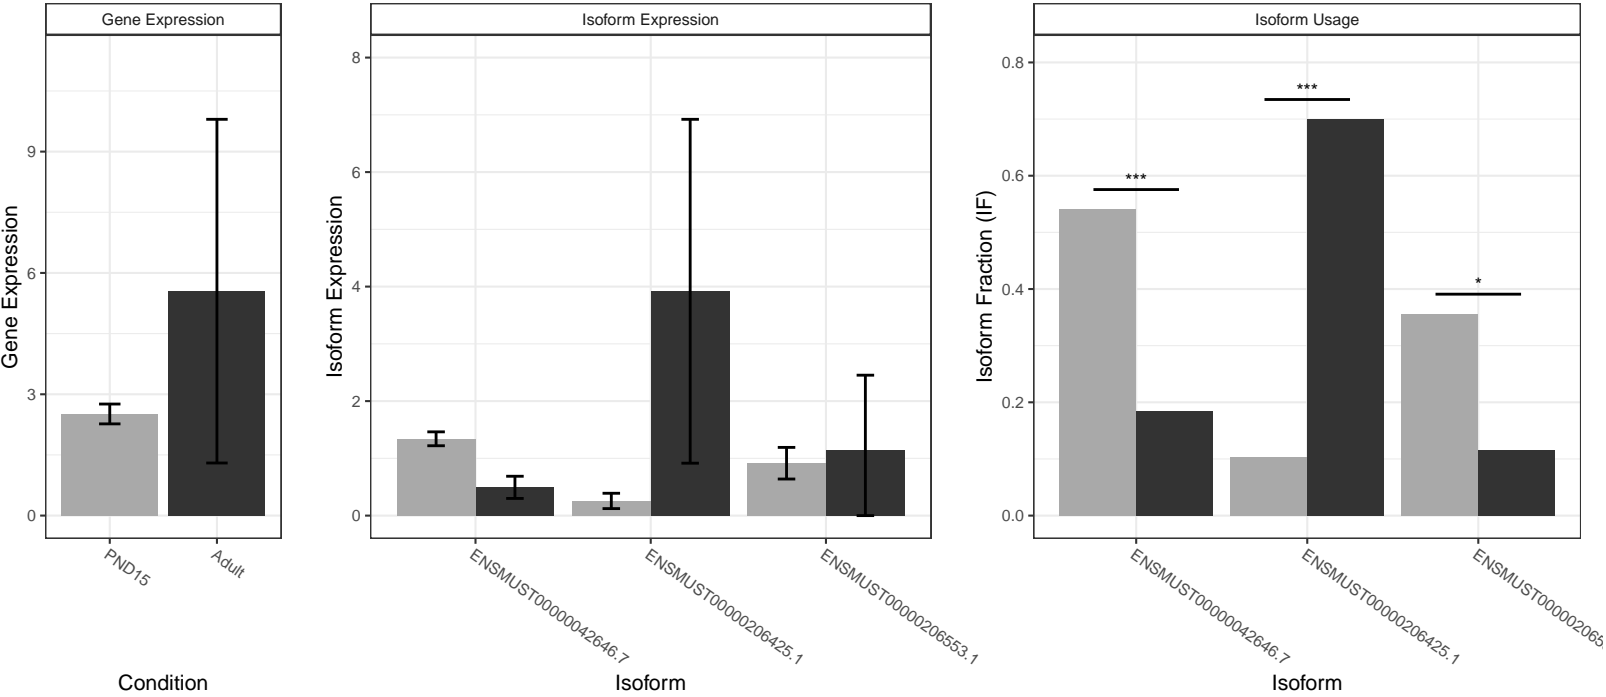 Gene Expression
Isoform Expression
Isoform Usage
Gene Expression
9
6
3
0
PND15
Adult
Condition
Isoform Expression
8
6
4
2
0
ENSMUST00000042646.7
ENSMUST00000206425.1
ENSMUST00000206553.1
Isoform
Isoform Fraction (IF)
0.8
0.6
0.4
0.2
0.0
***
***
*
ENSMUST00000042646.7
ENSMUST00000206425.1
ENSMUST0000020655
Isoform